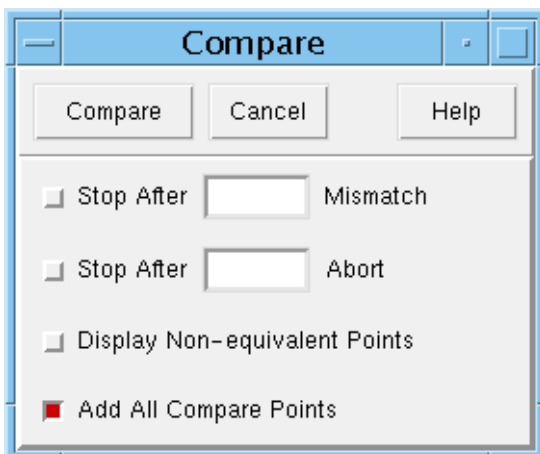 Compare
Compare Cancel Help
Stop After Mismatch
Stop After Abort
Display Non-equivalent Points
Add All Compare Points